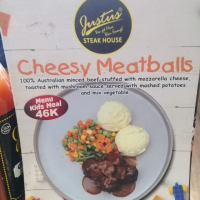 Justus
STEAK HOUSE
Cheesy Meatballs
100% Australian minced beef stuffed with mozzarella cheese,
toasted with mushroom sauce served with mashed potatoes
and mix vegetable
Menu
Kids Meal
46K